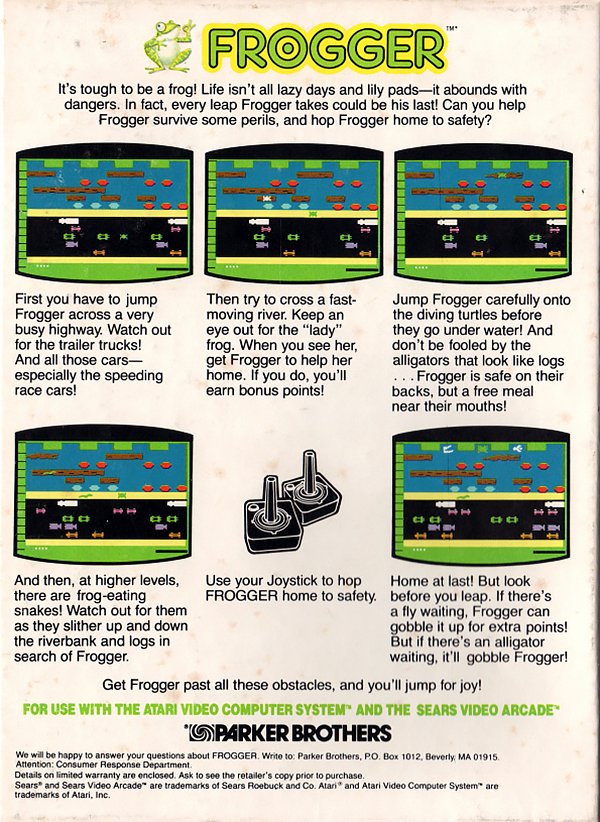 FROGGER™
It's tough to be a frog! Life isn't all lazy days and lily pads—it abounds with
dangers. In fact, every leap Frogger takes could be his last! Can you help
Frogger survive some perils, and hop Frogger home to safety?
First you have to jump
Frogger across a very
busy highway. Watch out
for the trailer trucks!
And all those cars—
especially the speeding
race cars!
Then try to cross a fast-
moving river. Keep an
eye out for the "lady"
frog. When you see her,
get Frogger to help her
home. If you do, you'll
earn bonus points!
Jump Frogger carefully onto
the diving turtles before
they go under water! And
don't be fooled by the
alligators that look like logs
. . . Frogger is safe on their
backs, but a free meal
near their mouths!
And then, at higher levels,
there are frog-eating
snakes! Watch out for them
as they slither up and down
the riverbank and logs in
search of Frogger.
Use your Joystick to hop
FROGGER home to safety.
Home at last! But look
before you leap. If there's
a fly waiting, Frogger can
gobble it up for extra points!
But if there's an alligator
waiting, it'll gobble Frogger!
Get Frogger past all these obstacles, and you'll jump for joy!
FOR USE WITH THE ATARI VIDEO COMPUTER SYSTEM™ AND THE SEARS VIDEO ARCADE™
PARKER BROTHERS
We will be happy to answer your questions about FROGGER. Write to: Parker Brothers, P.O. Box 1012, Beverly, MA 01915.
Attention: Consumer Response Department.
Details on limited warranty are enclosed. Ask to see the retailer's copy prior to purchase.
Sears® and Sears Video Arcade™ are trademarks of Sears Roebuck and Co. Atari® and Atari Video Computer System™ are
trademarks of Atari, Inc.